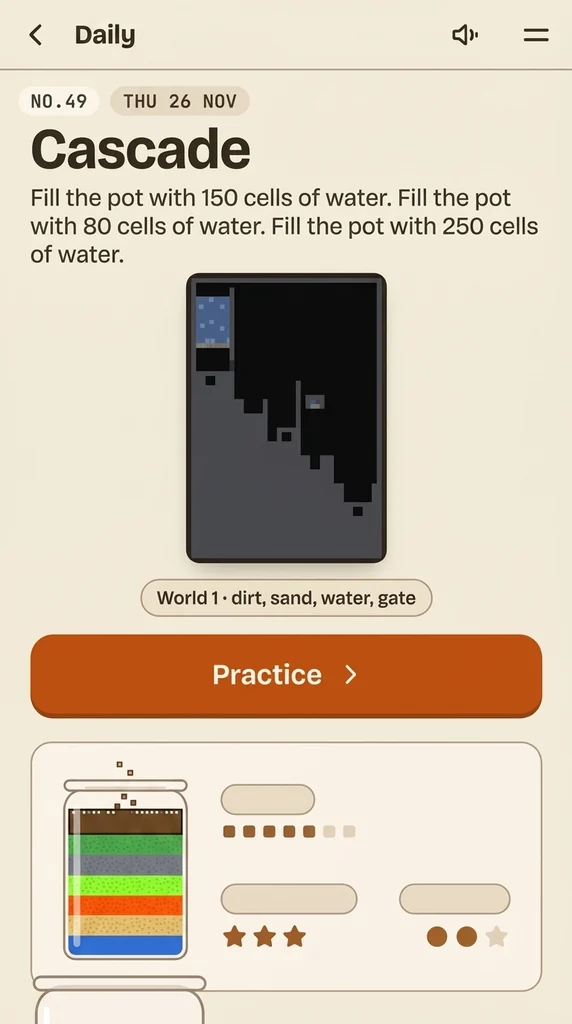 Daily
NO.49
THU 26 NOV
Cascade
Fill the pot with 150 cells of water. Fill the pot
with 80 cells of water. Fill the pot with 250 cells
of water.
World 1 · dirt, sand, water, gate
Practice